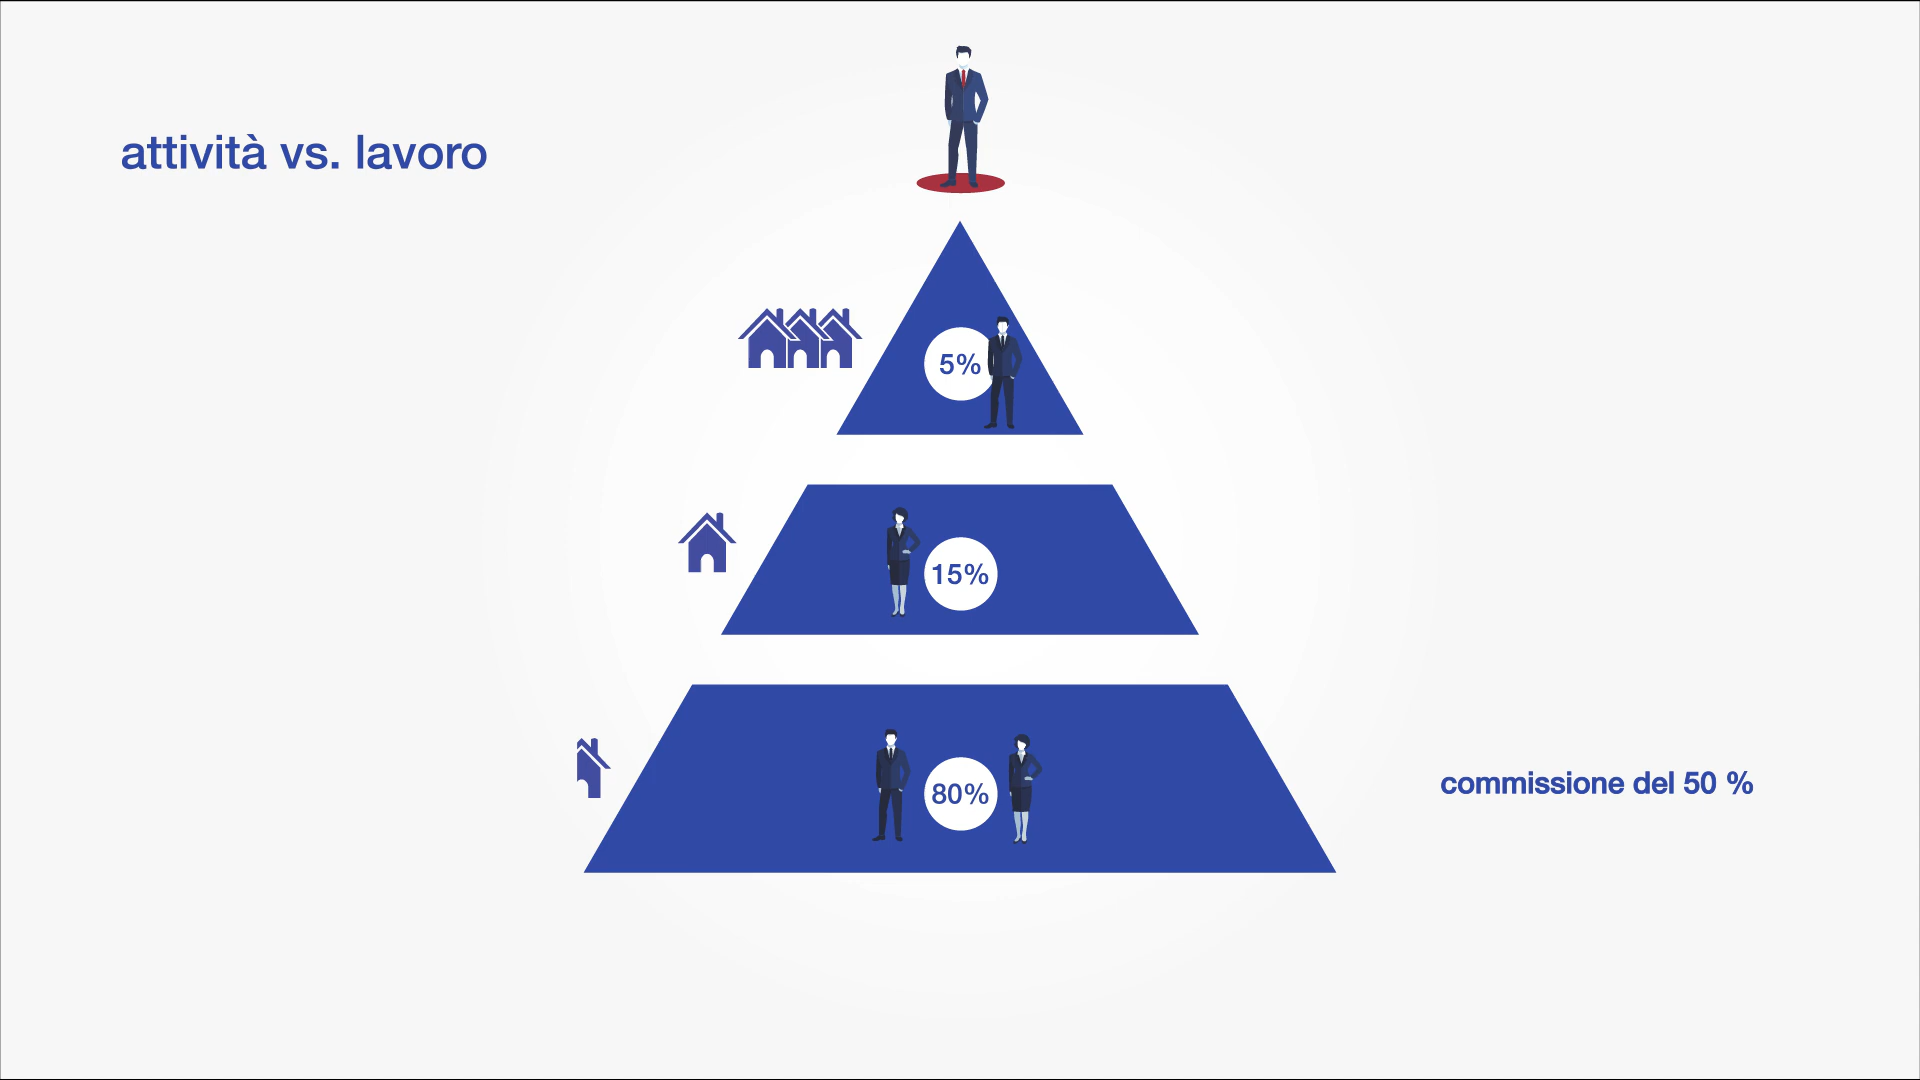 attività vs. lavoro
5%
15%
80%
commissione del 50 %